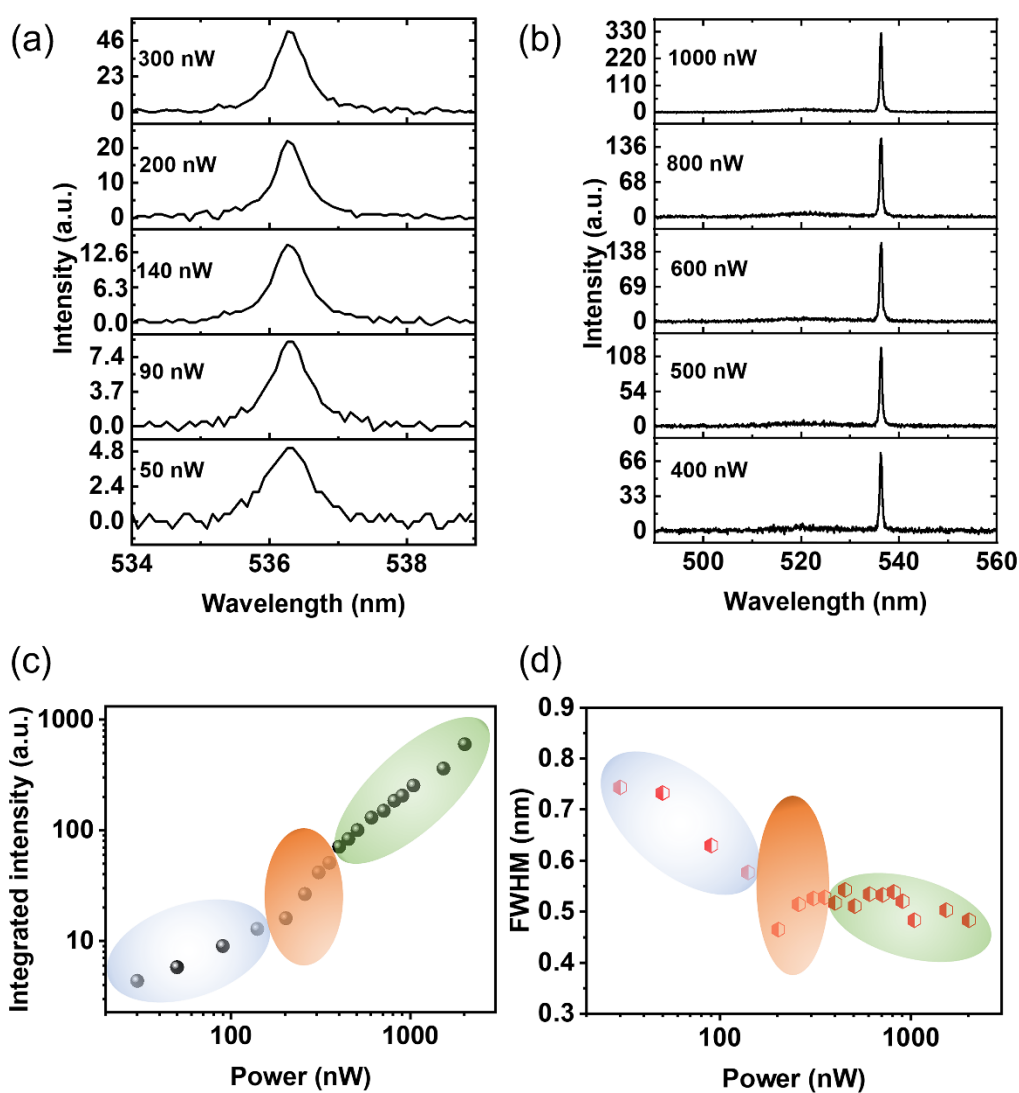 (a)
Intensity (a.u.)
300 nW
46
23
0
200 nW
20
10
0
140 nW
12.6
6.3
0.0
90 nW
7.4
3.7
0.0
50 nW
4.8
2.4
0.0
534 536 538
Wavelength (nm)
(b)
Intensity (a.u.)
1000 nW
330
220
110
0
800 nW
136
68
0
600 nW
138
69
0
500 nW
108
54
0
400 nW
66
33
0
500 520 540 560
Wavelength (nm)
(c)
Integrated intensity (a.u.)
1000
100
10
100 1000
Power (nW)
(d)
FWHM (nm)
0.9
0.8
0.7
0.6
0.5
0.4
0.3
100 1000
Power (nW)